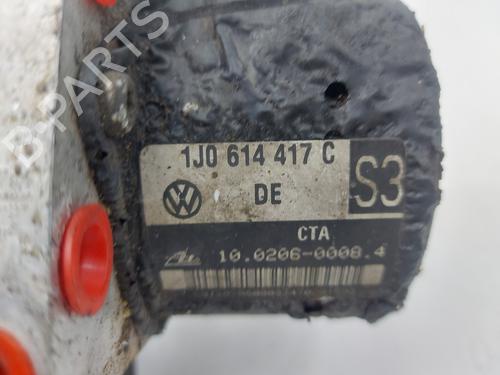 B-PARTS
1J0 614 417 C
DE
S3
CTA
10.0206-0008.4